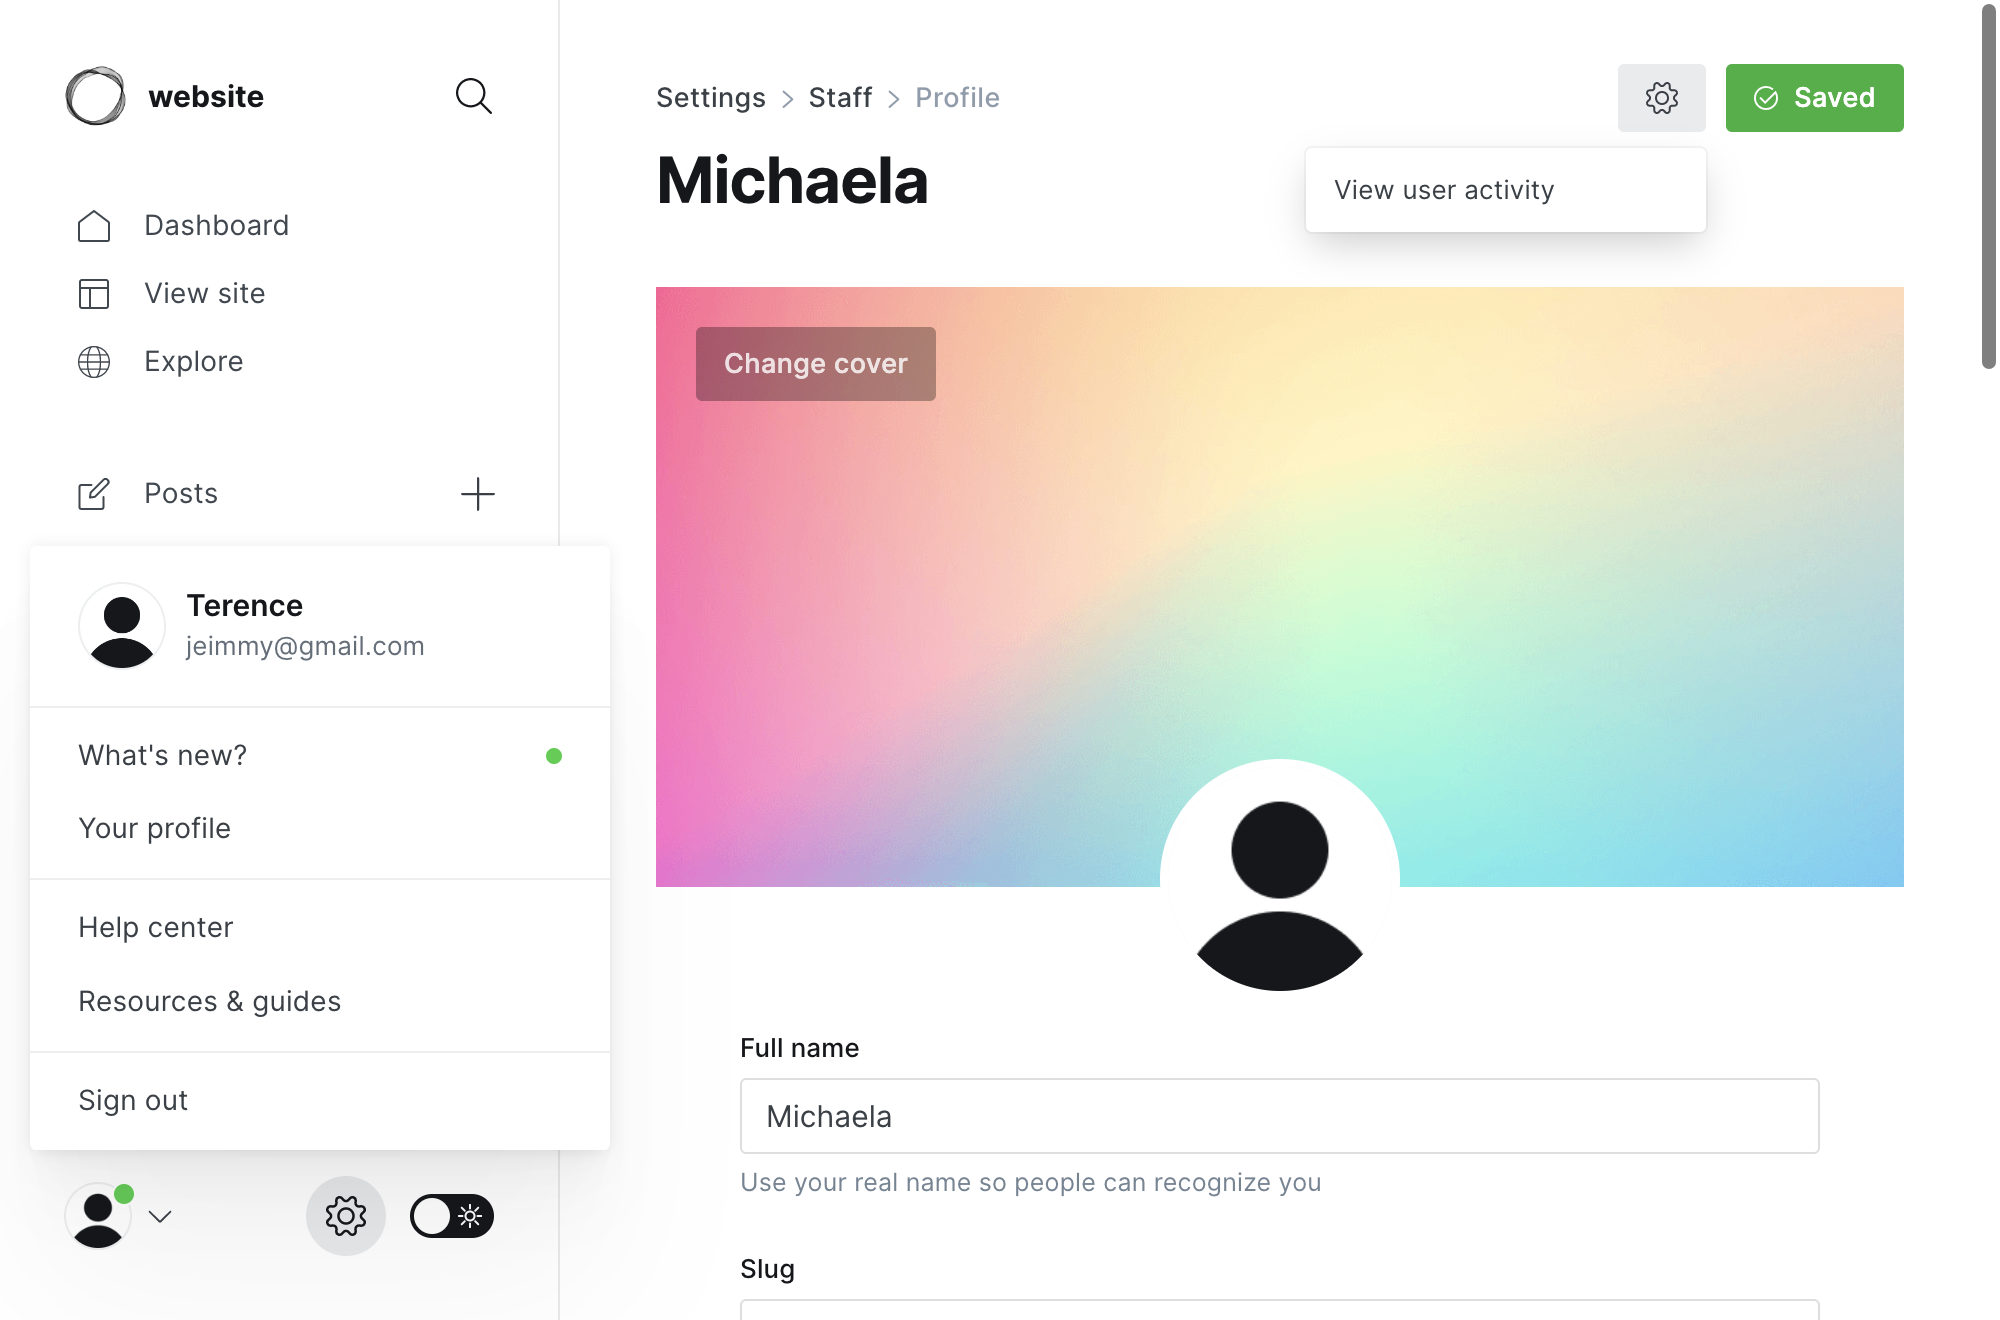 website
Dashboard
View site
Explore
Posts
Terence
jeimmy@gmail.com
What's new?
Your profile
Help center
Resources & guides
Sign out
Settings > Staff > Profile
Saved
Michaela
View user activity
Change cover
Full name
Michaela
Use your real name so people can recognize you
Slug